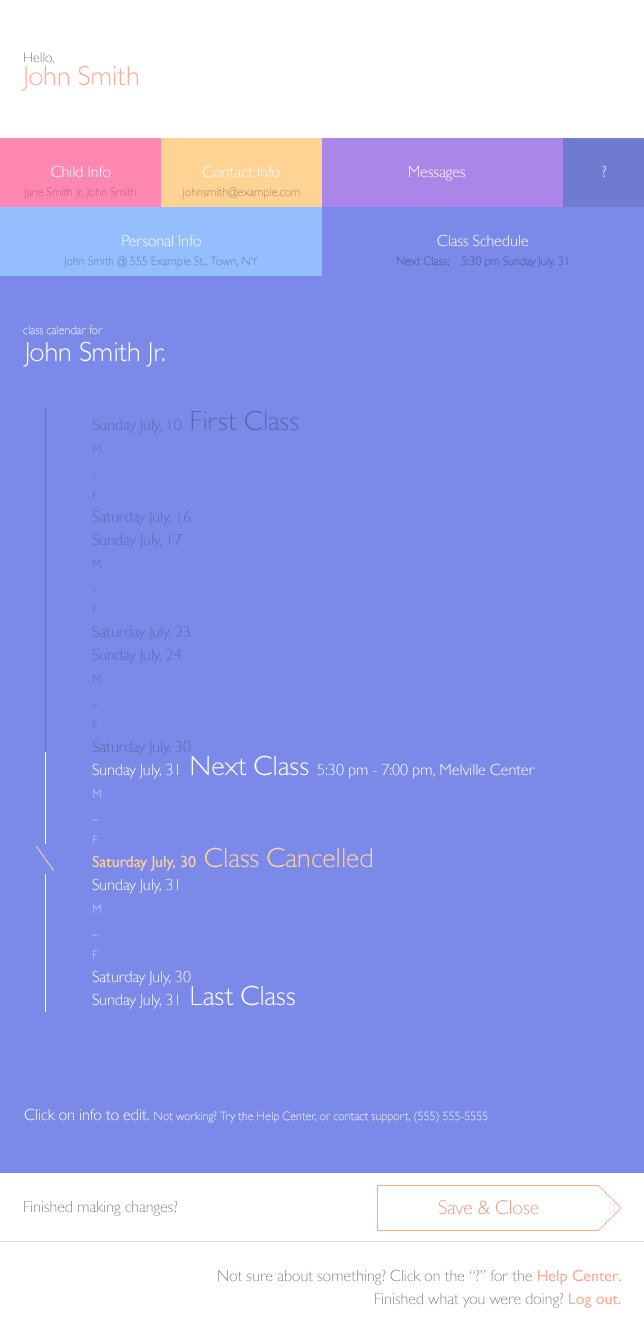 Hello,
John Smith
Child Info
Jane Smith Jr, John Smith
Contact Info
johnsmith@example.com
Messages
?
Personal Info
John Smith @ 555 Example St., Town, NY
Class Schedule
Next Class: 5:30 pm Sunday July, 31
class calendar for
John Smith Jr.
Sunday July, 10 First Class
M
...
F
Saturday July, 16
Sunday July, 17
M
...
F
Saturday July, 23
Sunday July, 24
M
...
F
Saturday July, 30
Sunday July, 31 Next Class 5:30 pm - 7:00 pm, Melville Center
M
...
F
Saturday July, 30 Class Cancelled
Sunday July, 31
M
...
F
Saturday July, 30
Sunday July, 31 Last Class
Click on info to edit. Not working? Try the Help Center, or contact support, (555) 555-5555
Finished making changes?
Save & Close
Not sure about something? Click on the “?” for the Help Center.
Finished what you were doing? Log out.